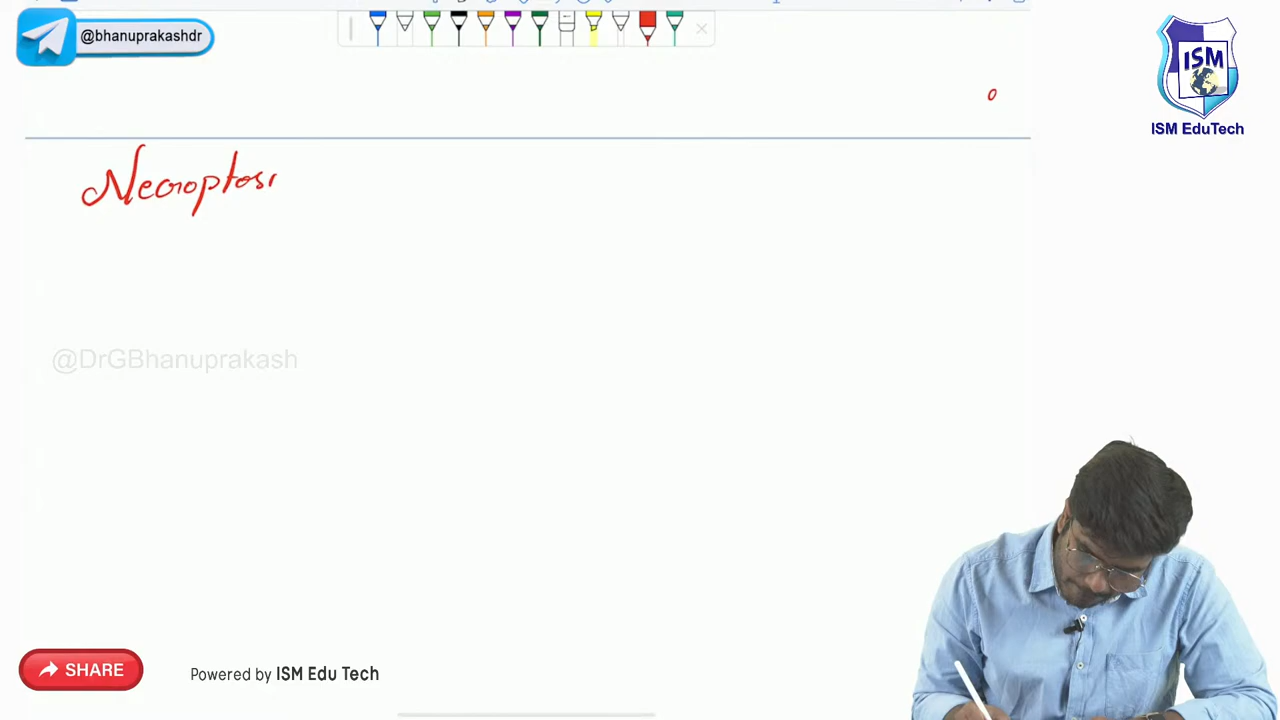 @bhanuprakashdr
ISM
ISM EduTech
Necroptosi
@DrGBhanuprakash
SHARE
Powered by ISM Edu Tech